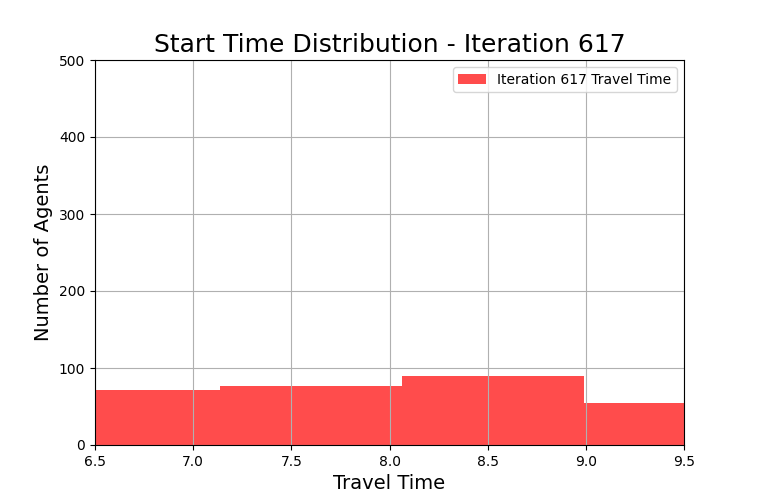 Start Time Distribution - Iteration 617
Iteration 617 Travel Time
Number of Agents
500
400
300
200
100
0
6.5 7.0 7.5 8.0 8.5 9.0 9.5
Travel Time